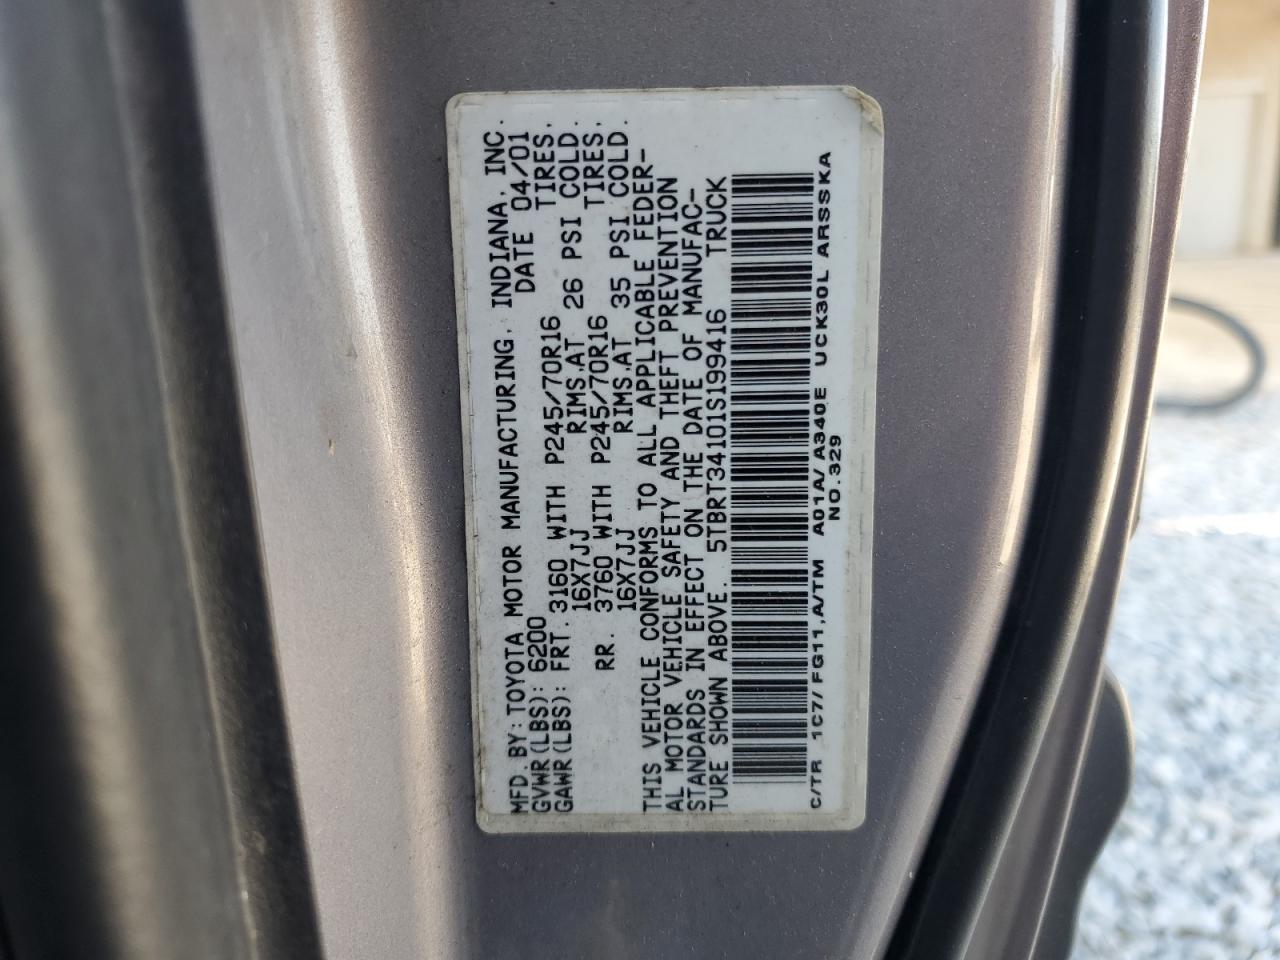 MFD. BY: TOYOTA MOTOR MANUFACTURING, INDIANA, INC.
GVWR(LBS): 6200 DATE 04/01
GAWR(LBS): FRT. 3160 WITH P245/70R16 TIRES,
16X7JJ RIMS,AT 26 PSI COLD.
RR. 3760 WITH P245/70R16 TIRES,
16X7JJ RIMS,AT 35 PSI COLD.
THIS VEHICLE CONFORMS TO ALL APPLICABLE FEDER-
AL MOTOR VEHICLE SAFETY AND THEFT PREVENTION
STANDARDS IN EFFECT ON THE DATE OF MANUFAC-
TURE SHOWN ABOVE. 5TBRT34101S199416 TRUCK
C/TR 1C7/ FG11,A/TM A01A/ A340E UCK30L ARSSKA
NO.329